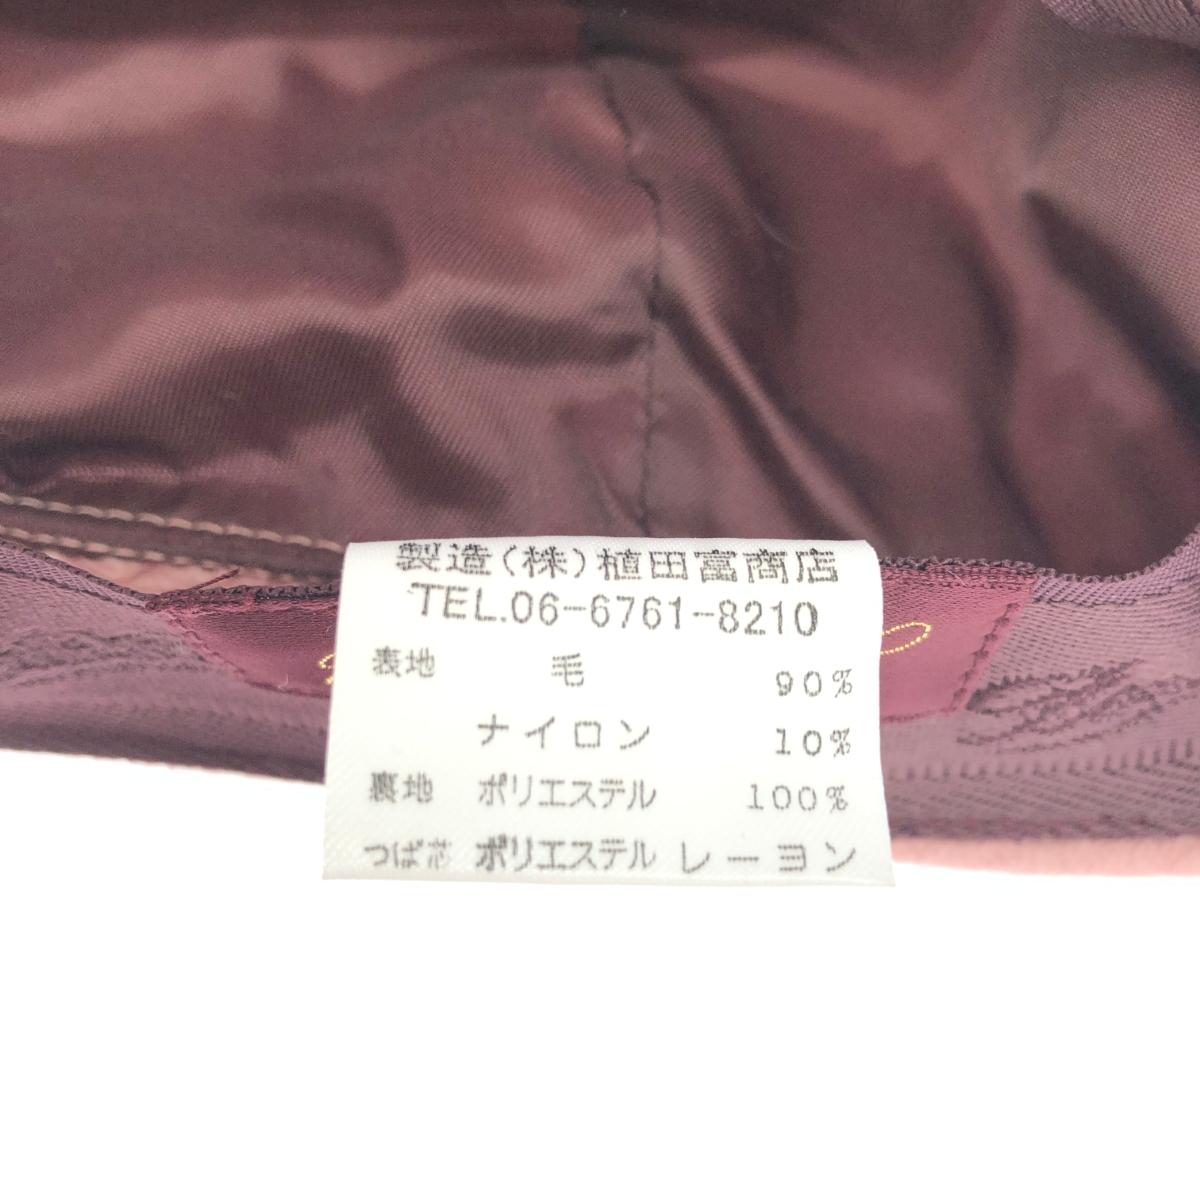 製造(株)植田富商店
TEL.06-6761-8210
表地 毛 90%
ナイロン 10%
裏地 ポリエステル 100%
つば芯 ポリエステル レーヨン